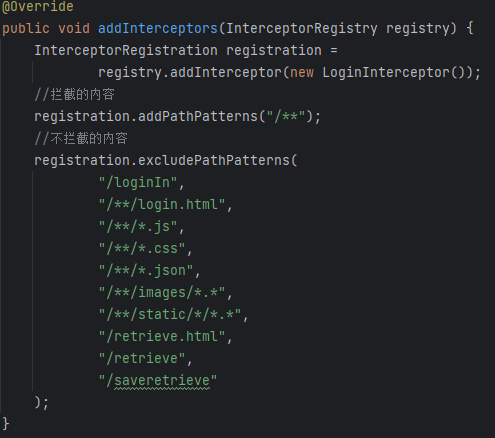 @Override
public void addInterceptors(InterceptorRegistry registry) {
    InterceptorRegistration registration =
            registry.addInterceptor(new LoginInterceptor());
    //拦截的内容
    registration.addPathPatterns("/**");
    //不拦截的内容
    registration.excludePathPatterns(
            "/loginIn",
            "/**/login.html",
            "/**/*.js",
            "/**/*.css",
            "/**/*.json",
            "/**/images/*.*",
            "/**/static/*/*.*",
            "/retrieve.html",
            "/retrieve",
            "/saveretrieve"
    );
}